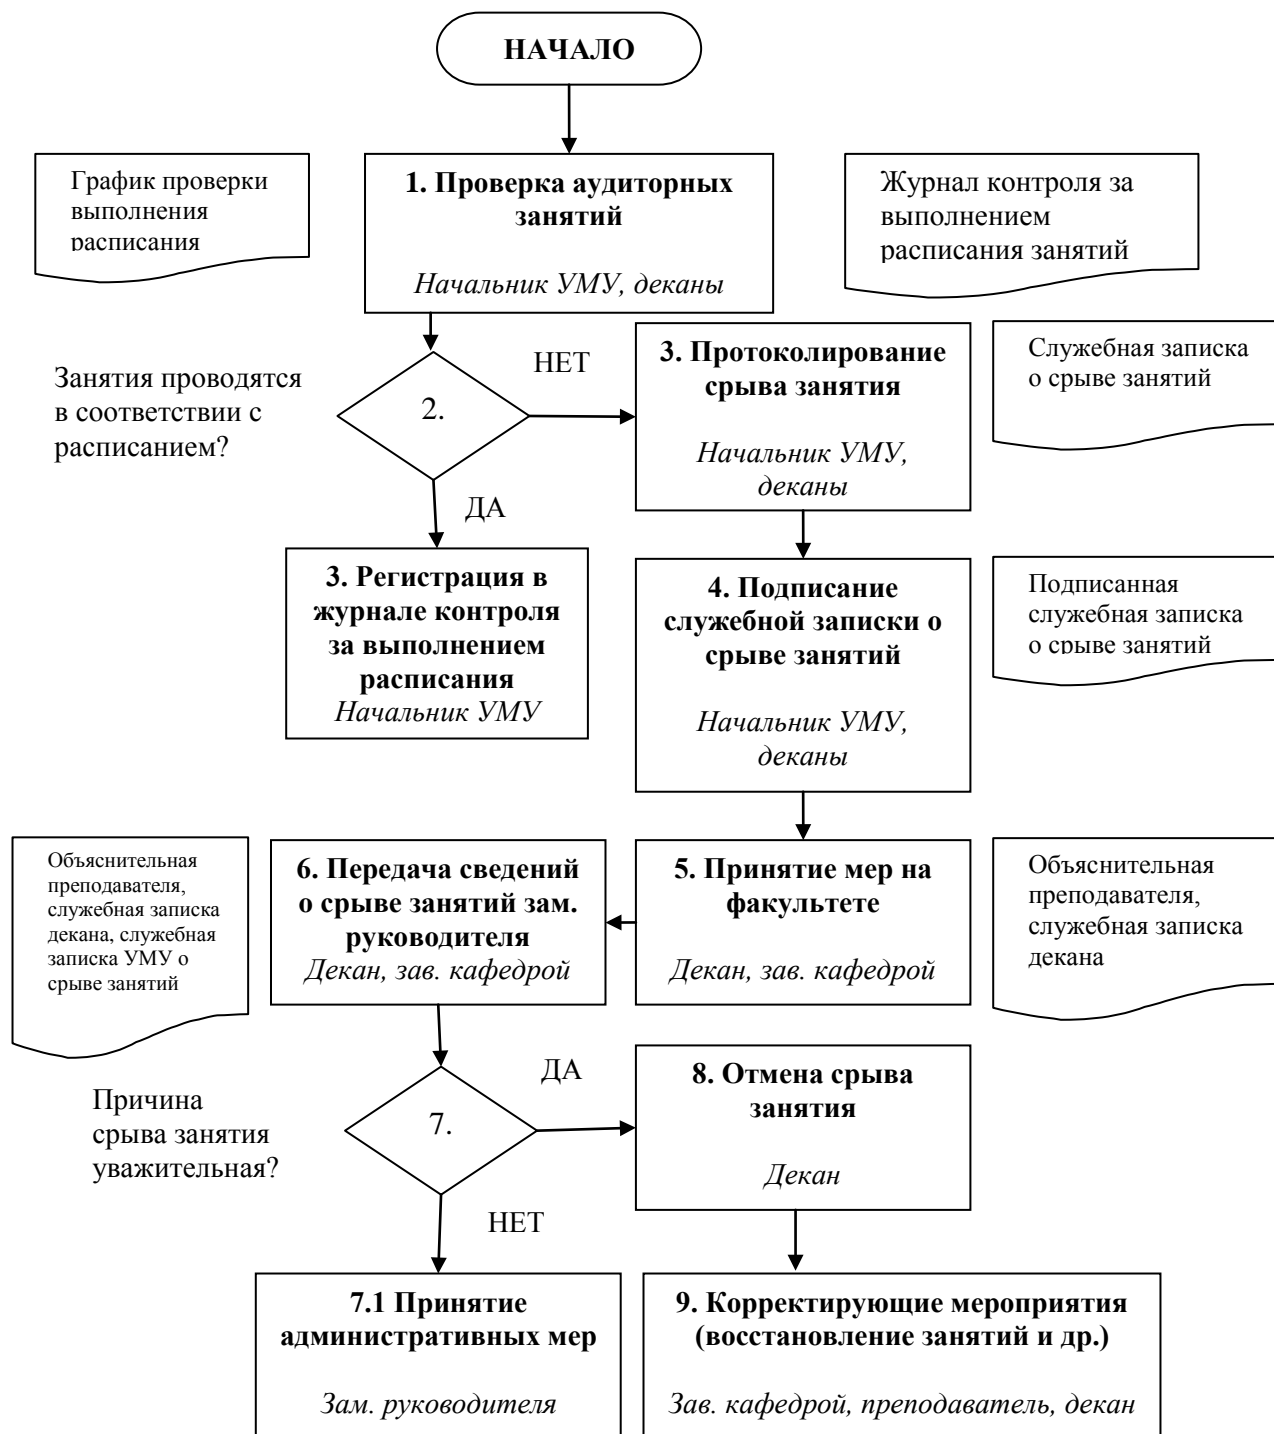 НАЧАЛО
График проверки
выполнения
расписания
1. Проверка аудиторных
занятий
Начальник УМУ, деканы
Журнал контроля за
выполнением
расписания занятий
Занятия проводятся
в соответствии с
расписанием?
2.
НЕТ
ДА
3. Протоколирование
срыва занятия
Начальник УМУ,
деканы
Служебная записка
о срыве занятий
3. Регистрация в
журнале контроля
за выполнением
расписания
Начальник УМУ
4. Подписание
служебной записки о
срыве занятий
Начальник УМУ,
деканы
Подписанная
служебная записка
о срыве занятий
Объяснительная
преподавателя,
служебная записка
декана, служебная
записка УМУ о
срыве занятий
6. Передача сведений
о срыве занятий зам.
руководителя
Декан, зав. кафедрой
5. Принятие мер на
факультете
Декан, зав. кафедрой
Объяснительная
преподавателя,
служебная записка
декана
Причина
срыва занятия
уважительная?
7.
ДА
НЕТ
8. Отмена срыва
занятия
Декан
7.1 Принятие
административных мер
Зам. руководителя
9. Корректирующие мероприятия
(восстановление занятий и др.)
Зав. кафедрой, преподаватель, декан